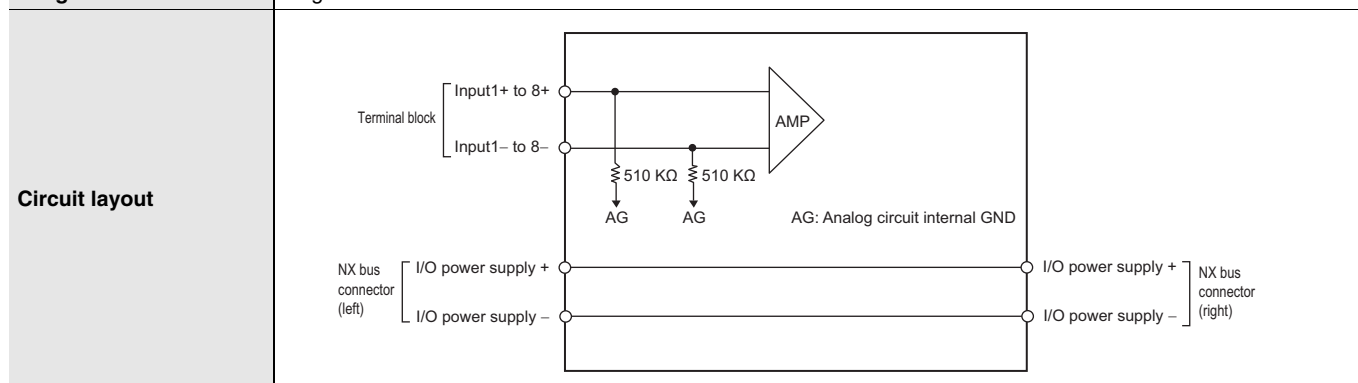 Circuit layout
Terminal block
Input1+ to 8+
Input1– to 8–
AMP
510 KΩ
510 KΩ
AG
AG
AG: Analog circuit internal GND
NX bus
connector
(left)
I/O power supply +
I/O power supply –
I/O power supply +
I/O power supply –
NX bus
connector
(right)